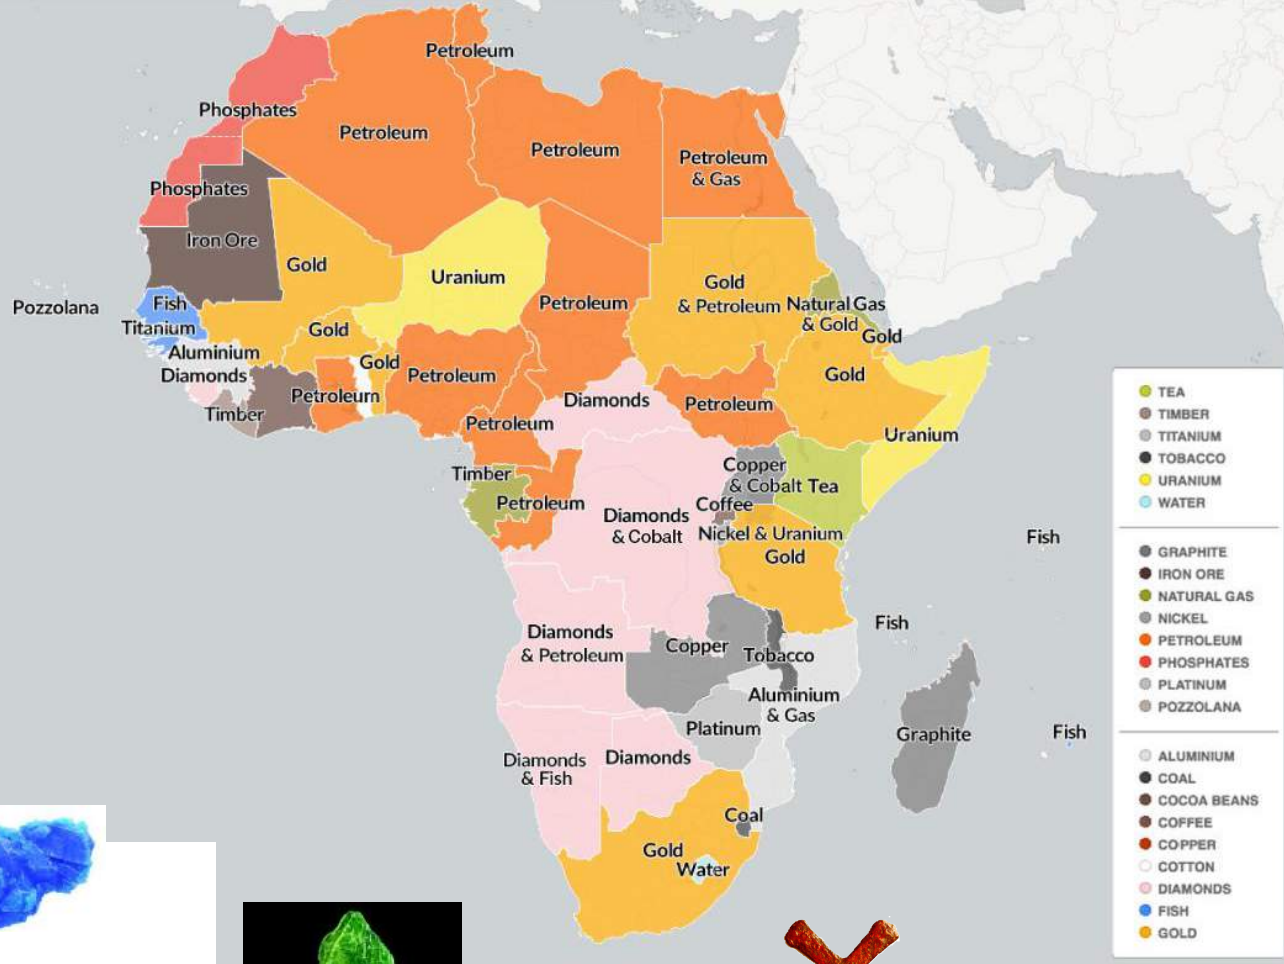 Petroleum
Phosphates
Petroleum
Petroleum
Petroleum
& Gas
Phosphates
Iron Ore
Gold
Uranium
Gold
& Petroleum
Natural Gas
& Gold
Gold
Petroleum
Pozzolana
Fish
Titanium
Gold
Aluminium
Diamonds
Gold
Petroleum
Gold
Petroleum
Timber
Diamonds
Petroleum
Petroleum
Uranium
Timber
Petroleum
Copper
& Cobalt
Tea
Coffee
Diamonds
& Cobalt
Nickel & Uranium
Gold
Fish
Fish
Diamonds
& Petroleum
Copper
Tobacco
Aluminium
& Gas
Platinum
Graphite
Fish
Diamonds
& Fish
Diamonds
Coal
Gold
Water
TEA
TIMBER
TITANIUM
TOBACCO
URANIUM
WATER
GRAPHITE
IRON ORE
NATURAL GAS
NICKEL
PETROLEUM
PHOSPHATES
PLATINUM
POZZOLANA
ALUMINIUM
COAL
COCOA BEANS
COFFEE
COPPER
COTTON
DIAMONDS
FISH
GOLD